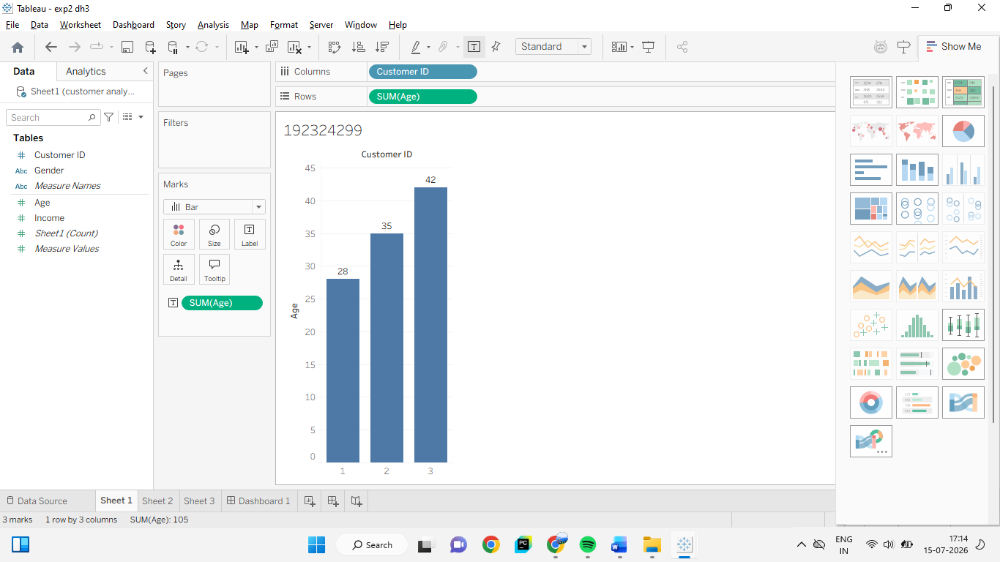 Tableau - exp2 dh3
File Data Worksheet Dashboard Story Analysis Map Format Server Window Help
Standard
Show Me
Data
Analytics
Sheet1 (customer analy...
Search
Tables
Customer ID
Abc Gender
Abc Measure Names
Age
Income
Sheet1 (Count)
Measure Values
Pages
Filters
Marks
Bar
Color
Size
Label
Detail
Tooltip
SUM(Age)
Columns
Customer ID
Rows
SUM(Age)
192324299
Customer ID
45
40
35
30
25
20
15
10
5
0
Age
28
35
42
1
2
3
Data Source
Sheet 1
Sheet 2
Sheet 3
Dashboard 1
3 marks
1 row by 3 columns
SUM(Age): 105
Search
ENG
IN
17:14
15-07-2026